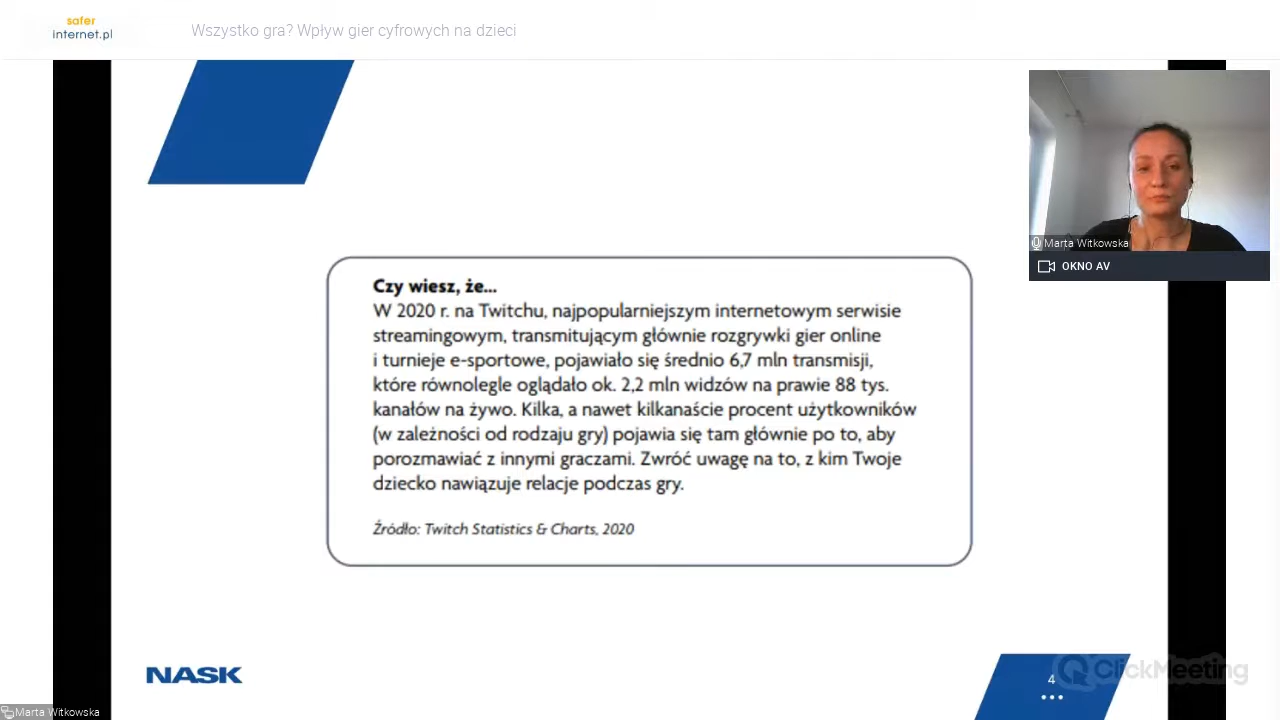 safer
internet.pl
Wszystko gra? Wpływ gier cyfrowych na dzieci
Marta Witkowska
OKNO AV
Czy wiesz, że...
W 2020 r. na Twitchu, najpopularniejszym internetowym serwisie
streamingowym, transmitującym głównie rozgrywki gier online
i turnieje e-sportowe, pojawiało się średnio 6,7 mln transmisji,
które równolegle oglądało ok. 2,2 mln widzów na prawie 88 tys.
kanałów na żywo. Kilka, a nawet kilkanaście procent użytkowników
(w zależności od rodzaju gry) pojawia się tam głównie po to, aby
porozmawiać z innymi graczami. Zwróć uwagę na to, z kim Twoje
dziecko nawiązuje relacje podczas gry.
Źródło: Twitch Statistics & Charts, 2020
NASK
4
ClickMeeting
Marta Witkowska